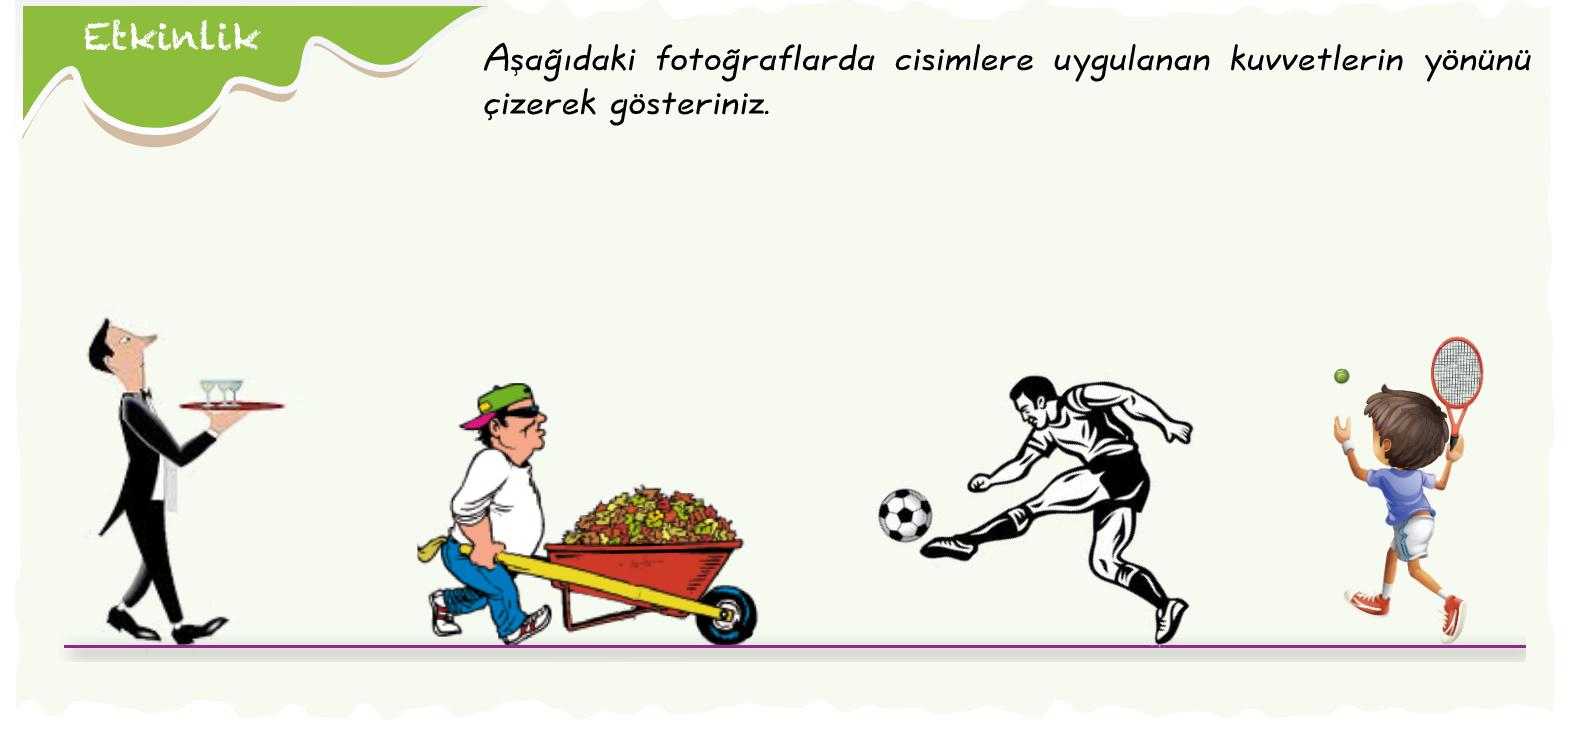 Etkinlik
Aşağıdaki fotoğraflarda cisimlere uygulanan kuvvetlerin yönünü
çizerek gösteriniz.